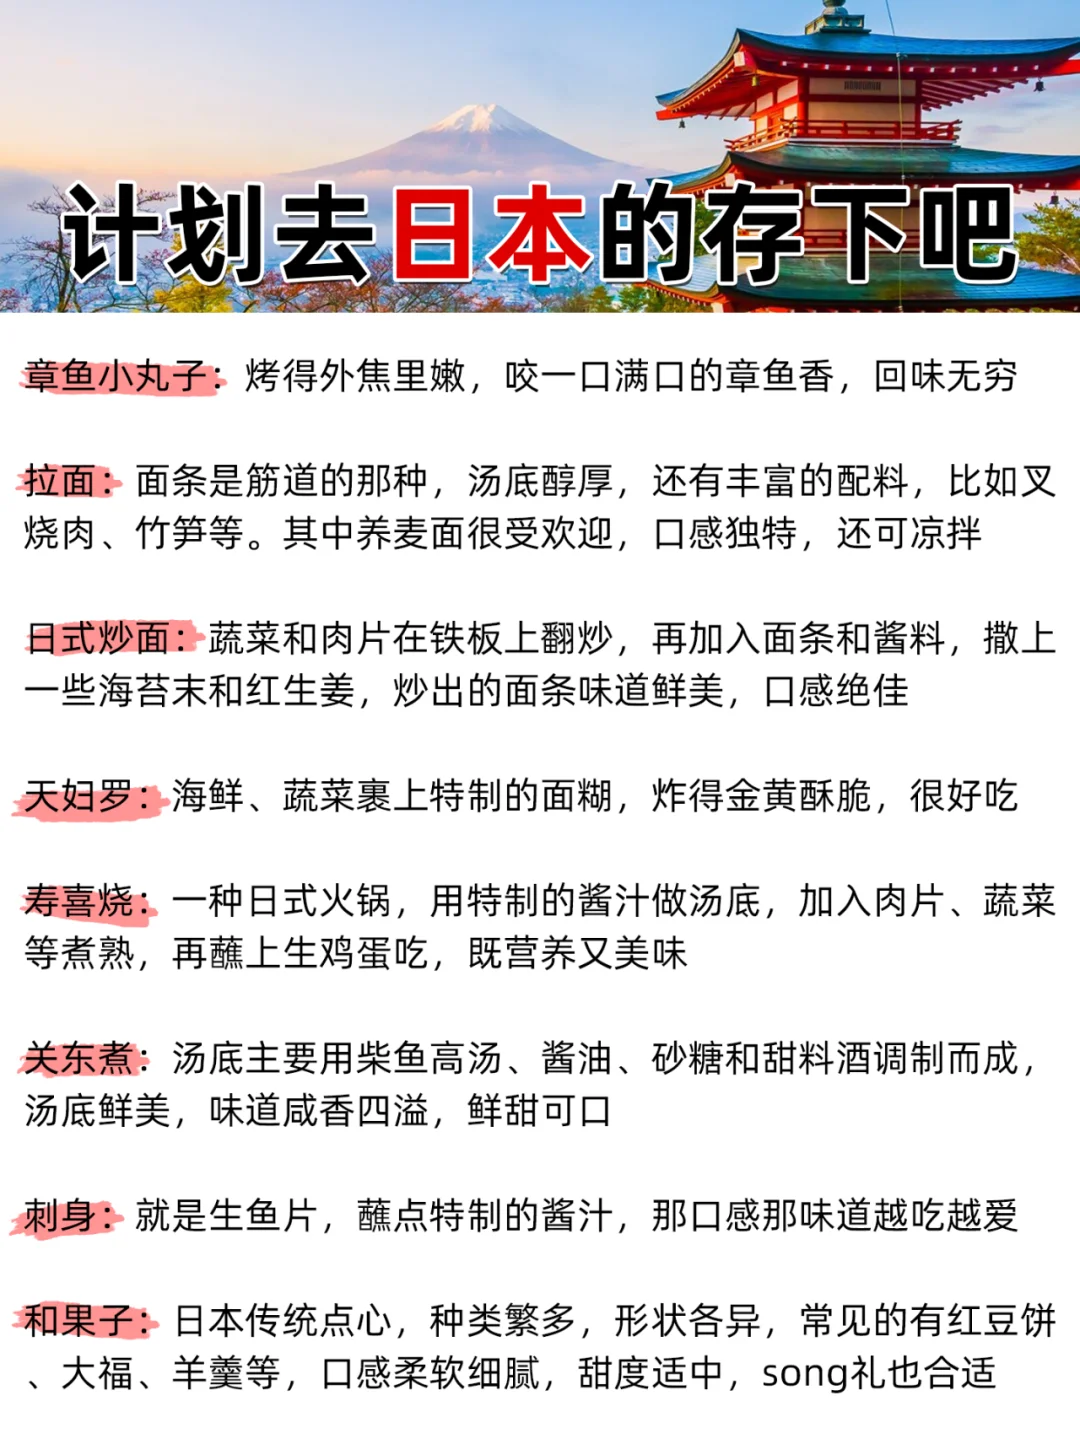 计划去日本的存下吧
章鱼小丸子：烤得外焦里嫩，咬一口满口的章鱼香，回味无穷
拉面：面条是筋道的那种，汤底醇厚，还有丰富的配料，比如叉
烧肉、竹笋等。其中养麦面很受欢迎，口感独特，还可凉拌
日式炒面：蔬菜和肉片在铁板上翻炒，再加入面条和酱料，撒上
一些海苔末和红生姜，炒出的面条味道鲜美，口感绝佳
天妇罗：海鲜、蔬菜裹上特制的面糊，炸得金黄酥脆，很好吃
寿喜烧：一种日式火锅，用特制的酱汁做汤底，加入肉片、蔬菜
等煮熟，再蘸上生鸡蛋吃，既营养又美味
关东煮：汤底主要用柴鱼高汤、酱油、砂糖和甜料酒调制而成，
汤底鲜美，味道咸香四溢，鲜甜可口
刺身：就是生鱼片，蘸点特制的酱汁，那口感那味道越吃越爱
和果子：日本传统点心，种类繁多，形状各异，常见的有红豆饼
、大福、羊羹等，口感柔软细腻，甜度适中，song礼也合适